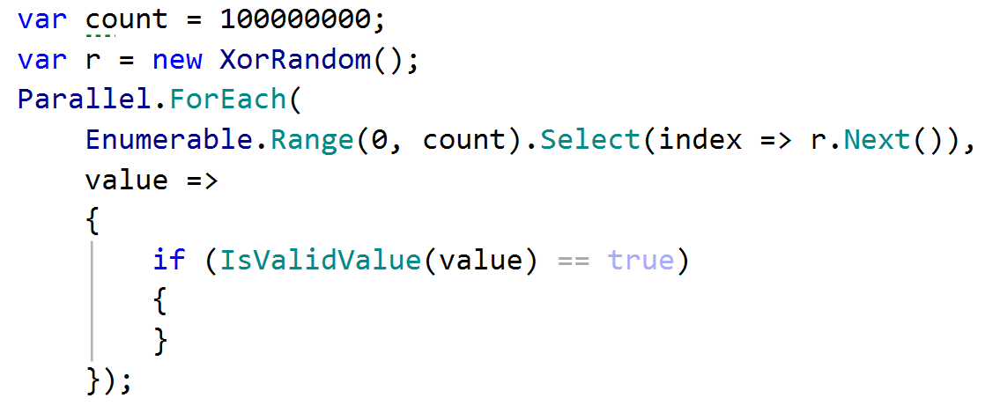 var count = 100000000;
var r = new XorRandom();
Parallel.ForEach(
    Enumerable.Range(0, count).Select(index => r.Next()),
    value =>
    {
        if (IsValidValue(value) == true)
        {
        }
    });